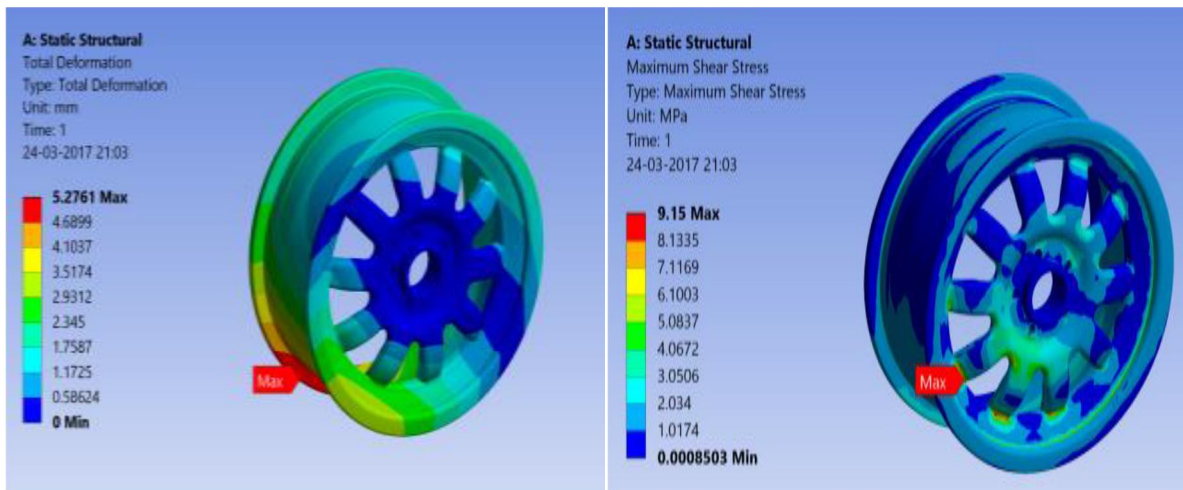 A: Static Structural
Total Deformation
Type: Total Deformation
Unit: mm
Time: 1
24-03-2017 21:03
5.2761 Max
4.6899
4.1037
3.5174
2.9312
2.345
1.7587
1.1725
0.58624
0 Min
Max
A: Static Structural
Maximum Shear Stress
Type: Maximum Shear Stress
Unit: MPa
Time: 1
24-03-2017 21:03
9.15 Max
8.1335
7.1169
6.1003
5.0837
4.0672
3.0506
2.034
1.0174
0.0008503 Min
Max